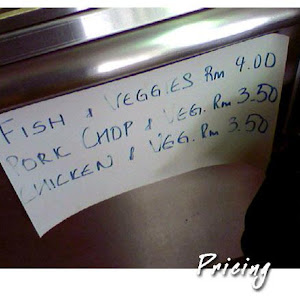 FISH & VEGGIES Rm 4.00
PORK CHOP & VEG. Rm 3.50
CHICKEN & VEG. Rm 3.50
Pricing